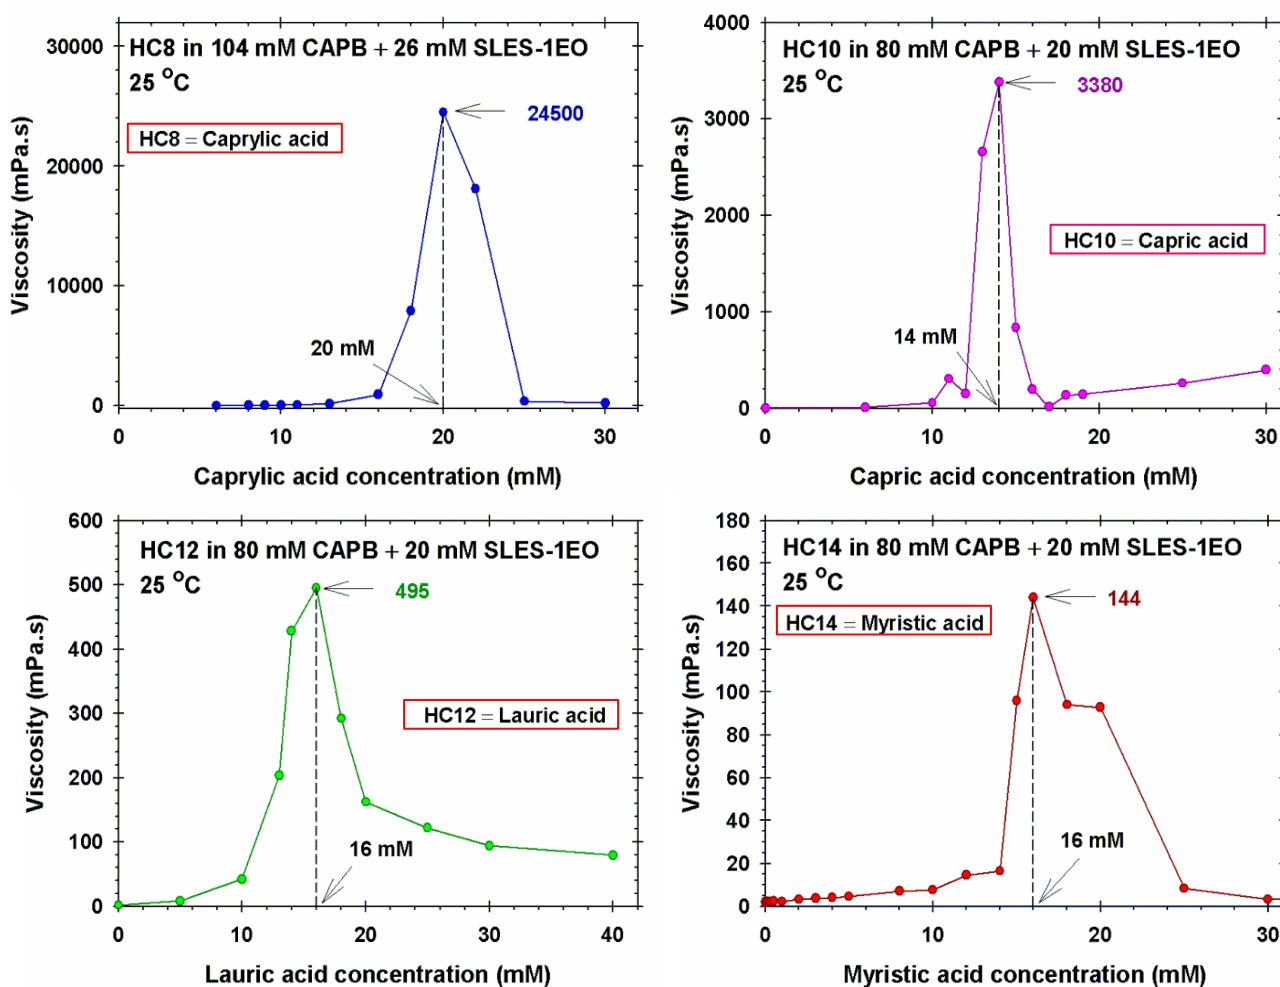 HC8 in 104 mM CAPB + 26 mM SLES-1EO
25 °C
HC8 = Caprylic acid
24500
20 mM
30000
20000
10000
0
0 10 20 30
Viscosity (mPa.s)
Caprylic acid concentration (mM)
HC10 in 80 mM CAPB + 20 mM SLES-1EO
25 °C
3380
HC10 = Capric acid
14 mM
4000
3000
2000
1000
0
0 10 20 30
Viscosity (mPa.s)
Capric acid concentration (mM)
HC12 in 80 mM CAPB + 20 mM SLES-1EO
25 °C
495
HC12 = Lauric acid
16 mM
600
500
400
300
200
100
0
0 10 20 30 40
Viscosity (mPa.s)
Lauric acid concentration (mM)
HC14 in 80 mM CAPB + 20 mM SLES-1EO
25 °C
144
HC14 = Myristic acid
16 mM
180
160
140
120
100
80
60
40
20
0
0 10 20 30
Viscosity (mPa.s)
Myristic acid concentration (mM)